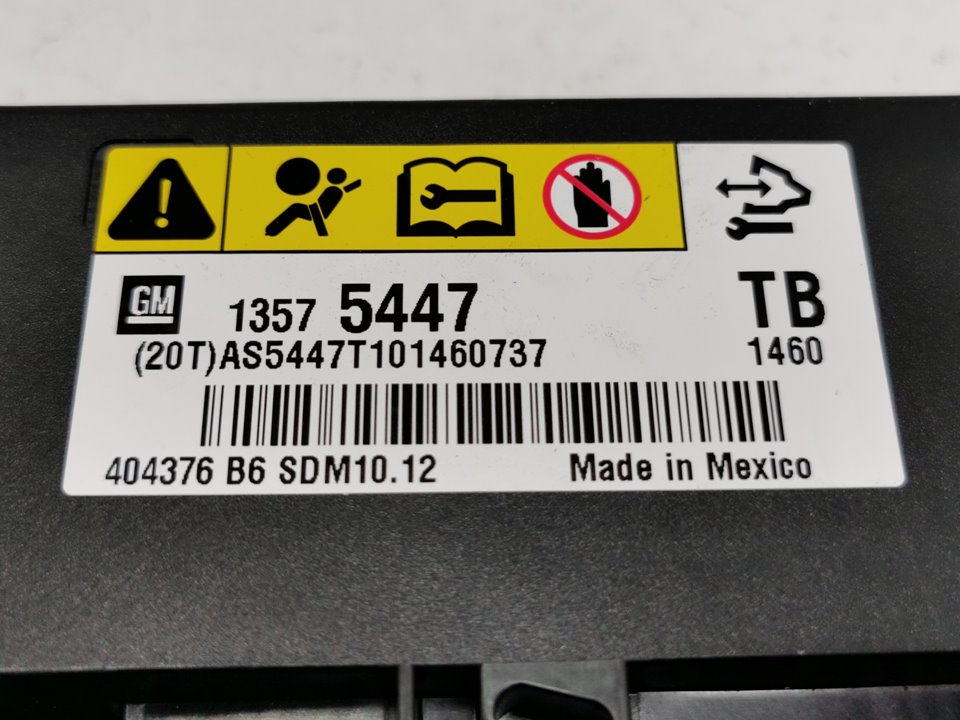 GM 1357 5447 TB
(20T)AS5447T101460737 1460
404376 B6 SDM10.12 Made in Mexico